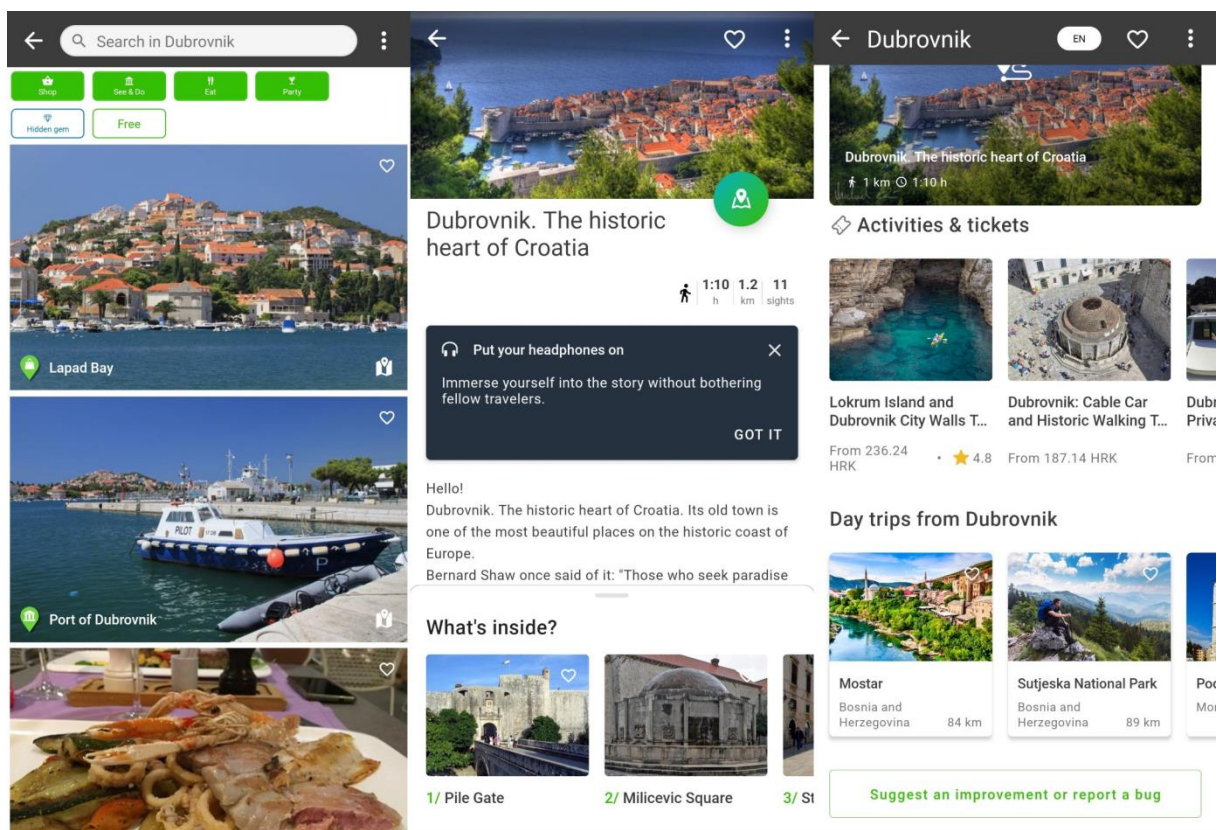 Search in Dubrovnik
Shop
See & Do
Eat
Party
Hidden gem
Free
Lapad Bay
PILOT
P
Port of Dubrovnik
Dubrovnik. The historic
heart of Croatia
1:10 1.2 11
h km sights
Put your headphones on
Immerse yourself into the story without bothering
fellow travelers.
GOT IT
Hello!
Dubrovnik. The historic heart of Croatia. Its old town is
one of the most beautiful places on the historic coast of
Europe.
Bernard Shaw once said of it: "Those who seek paradise
What's inside?
1/ Pile Gate
2/ Milicevic Square
3/ St
Dubrovnik
EN
Dubrovnik. The historic heart of Croatia
1 km 1:10 h
Activities & tickets
Lokrum Island and
Dubrovnik City Walls T...
From 236.24
HRK
• 4.8
Dubrovnik: Cable Car
and Historic Walking T...
From 187.14 HRK
Dubr
Priva
From
Day trips from Dubrovnik
Mostar
Bosnia and
Herzegovina 84 km
Sutjeska National Park
Bosnia and
Herzegovina 89 km
Mo
Suggest an improvement or report a bug